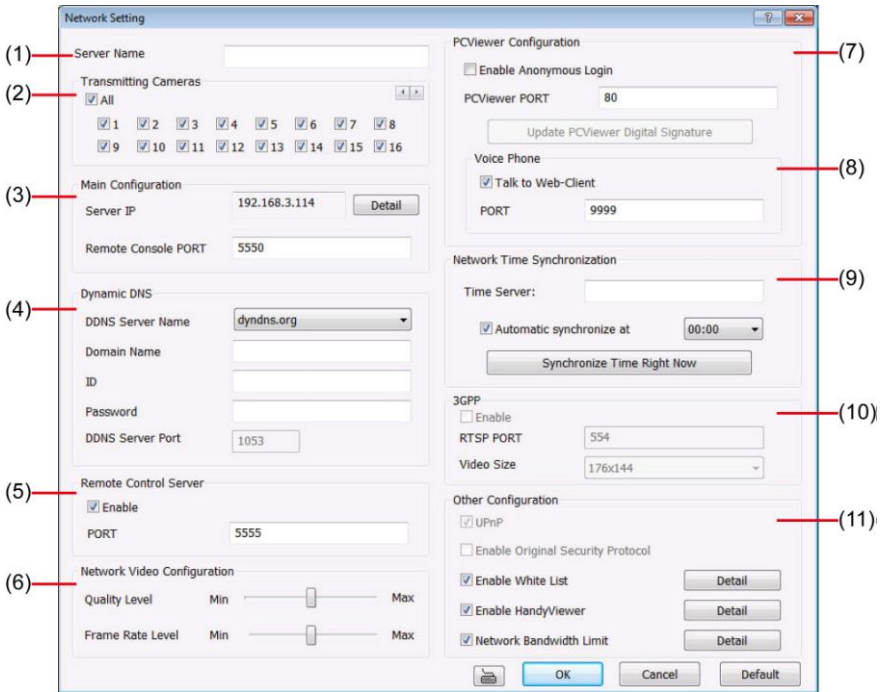 Network Setting
(1)
Server Name
(2)
Transmitting Cameras
All
1 2 3 4 5 6 7 8
9 10 11 12 13 14 15 16
(3)
Main Configuration
Server IP 192.168.3.114 Detail
Remote Console PORT 5550
(4)
Dynamic DNS
DDNS Server Name dyndns.org
Domain Name
ID
Password
DDNS Server Port 1053
(5)
Remote Control Server
Enable
PORT 5555
(6)
Network Video Configuration
Quality Level Min Max
Frame Rate Level Min Max
PCViewer Configuration
(7)
Enable Anonymous Login
PCViewer PORT 80
Update PCViewer Digital Signature
Voice Phone
(8)
Talk to Web-Client
PORT 9999
Network Time Synchronization
(9)
Time Server:
Automatic synchronize at 00:00
Synchronize Time Right Now
3GPP
(10)
Enable
RTSP PORT 554
Video Size 176x144
Other Configuration
(11)
UPnP
Enable Original Security Protocol
Enable White List Detail
Enable HandyViewer Detail
Network Bandwidth Limit Detail
OK Cancel Default